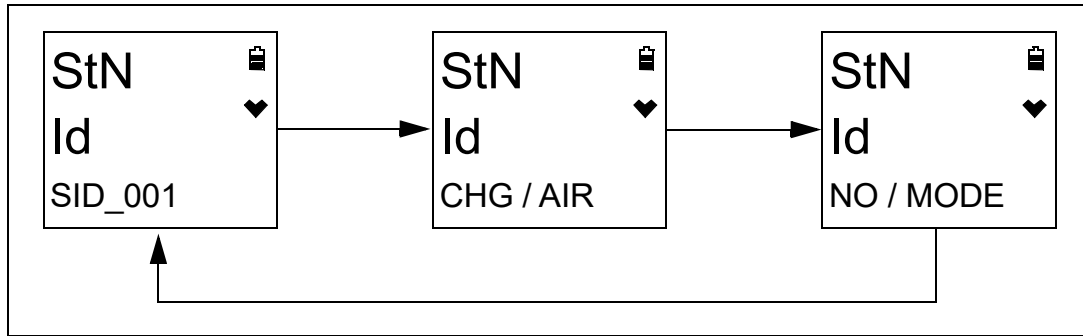 StN
Id
SID_001
StN
Id
CHG / AIR
StN
Id
NO / MODE